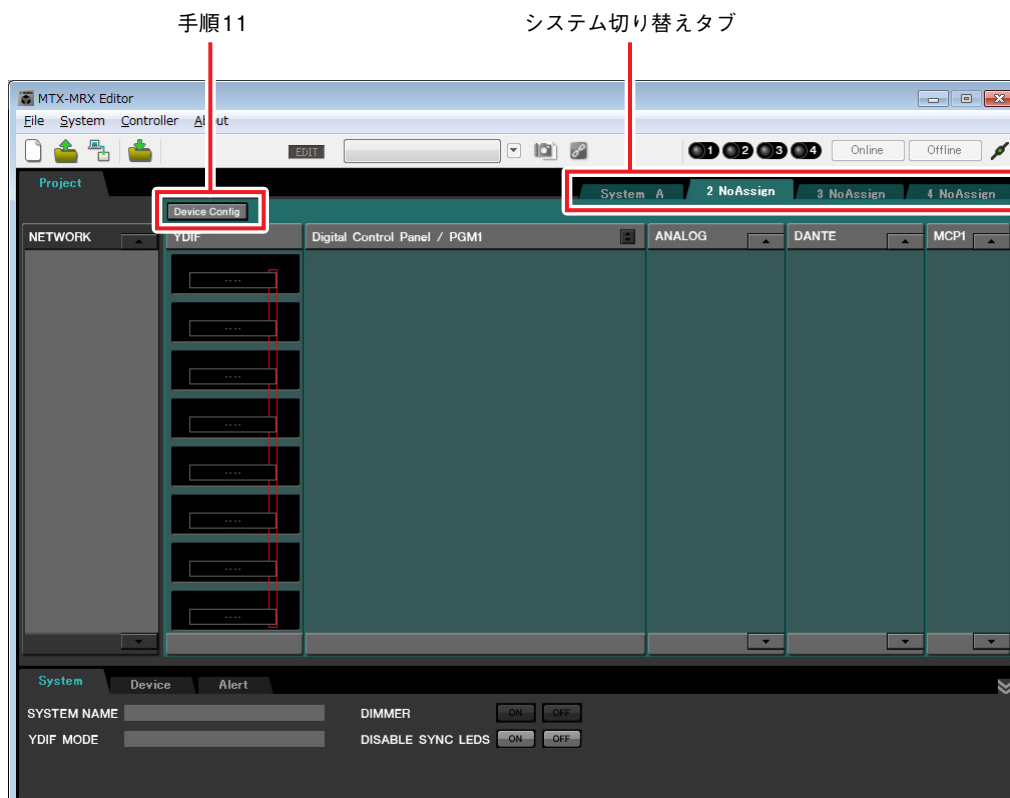 手順11
システム切り替えタブ
MTX-MRX Editor
File System Controller About
EDIT
1 2 3 4 Online Offline
Project
System A 2 NoAssign 3 NoAssign 4 NoAssign
Device Config
NETWORK YDIF Digital Control Panel / PGM1 ANALOG DANTE MCP1
----
----
----
----
----
----
----
----
System Device Alert
SYSTEM NAME DIMMER ON OFF
YDIF MODE DISABLE SYNC LEDS ON OFF